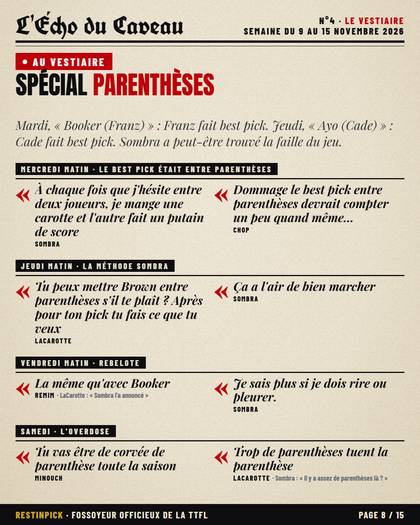 L'Écho du Caveau
N°4 · LE VESTIAIRE
SEMAINE DU 9 AU 15 NOVEMBRE 2026
• AU VESTIAIRE
SPÉCIAL PARENTHÈSES
Mardi, « Booker (Franz) » : Franz fait best pick. Jeudi, « Ayo (Cade) » :
Cade fait best pick. Sombra a peut-être trouvé la faille du jeu.
MERCREDI MATIN · LE BEST PICK ÉTAIT ENTRE PARENTHÈSES
« À chaque fois que j'hésite entre
deux joueurs, je mange une
carotte et l'autre fait un putain
de score
SOMBRA
« Dommage le best pick entre
parenthèses devrait compter
un peu quand même...
CHOP
JEUDI MATIN · LA MÉTHODE SOMBRA
« Tu peux mettre Brown entre
parenthèses s'il te plaît ? Après
pour ton pick tu fais ce que tu
veux
LACAROTTE
« Ça a l'air de bien marcher
SOMBRA
VENDREDI MATIN · REBELOTE
« La même qu'avec Booker
REMIM · LaCarotte : « Sombra l'a annoncé »
« Je sais plus si je dois rire ou
pleurer.
SOMBRA
SAMEDI · L'OVERDOSE
« Tu vas être de corvée de
parenthèse toute la saison
MINOUCH
« Trop de parenthèses tuent la
parenthèse
LACAROTTE · Sombra : « Il y a assez de parenthèses là ? »
RESTINPICK · FOSSOYEUR OFFICIEUX DE LA TTFL
PAGE 8 / 15